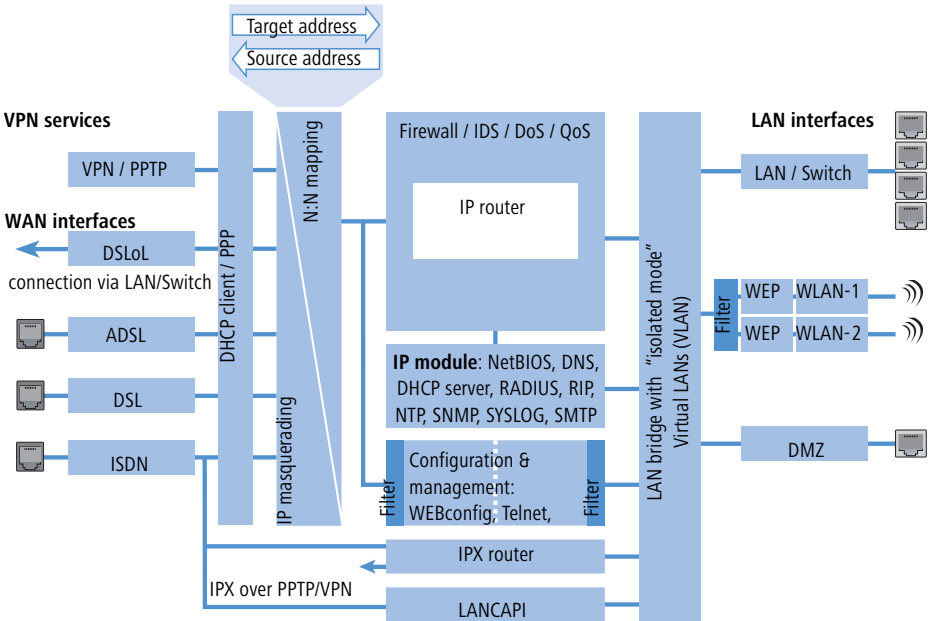 Target address
Source address
VPN services
VPN / PPTP
WAN interfaces
DSLoL
connection via LAN/Switch
ADSL
DSL
ISDN
DHCP client / PPP
IP masquerading
N:N mapping
Firewall / IDS / DoS / QoS
IP router
IP module: NetBIOS, DNS,
DHCP server, RADIUS, RIP,
NTP, SNMP, SYSLOG, SMTP
Filter
Configuration &
management:
WEBconfig, Telnet,
Filter
IPX router
IPX over PPTP/VPN
LANCAPI
LAN bridge with "isolated mode"
Virtual LANs (VLAN)
LAN interfaces
LAN / Switch
Filter
WEP
WLAN-1
WEP
WLAN-2
DMZ